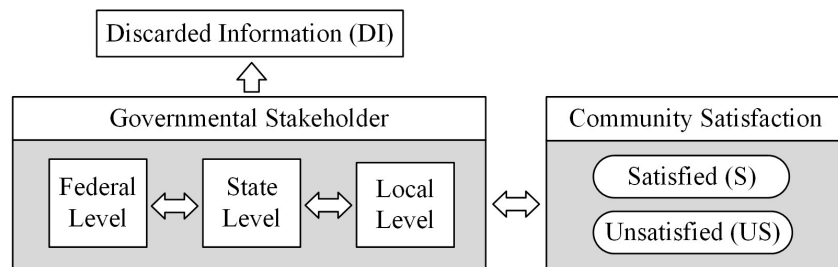 Discarded Information (DI)
Governmental Stakeholder
Federal
Level
State
Level
Local
Level
Community Satisfaction
Satisfied (S)
Unsatisfied (US)